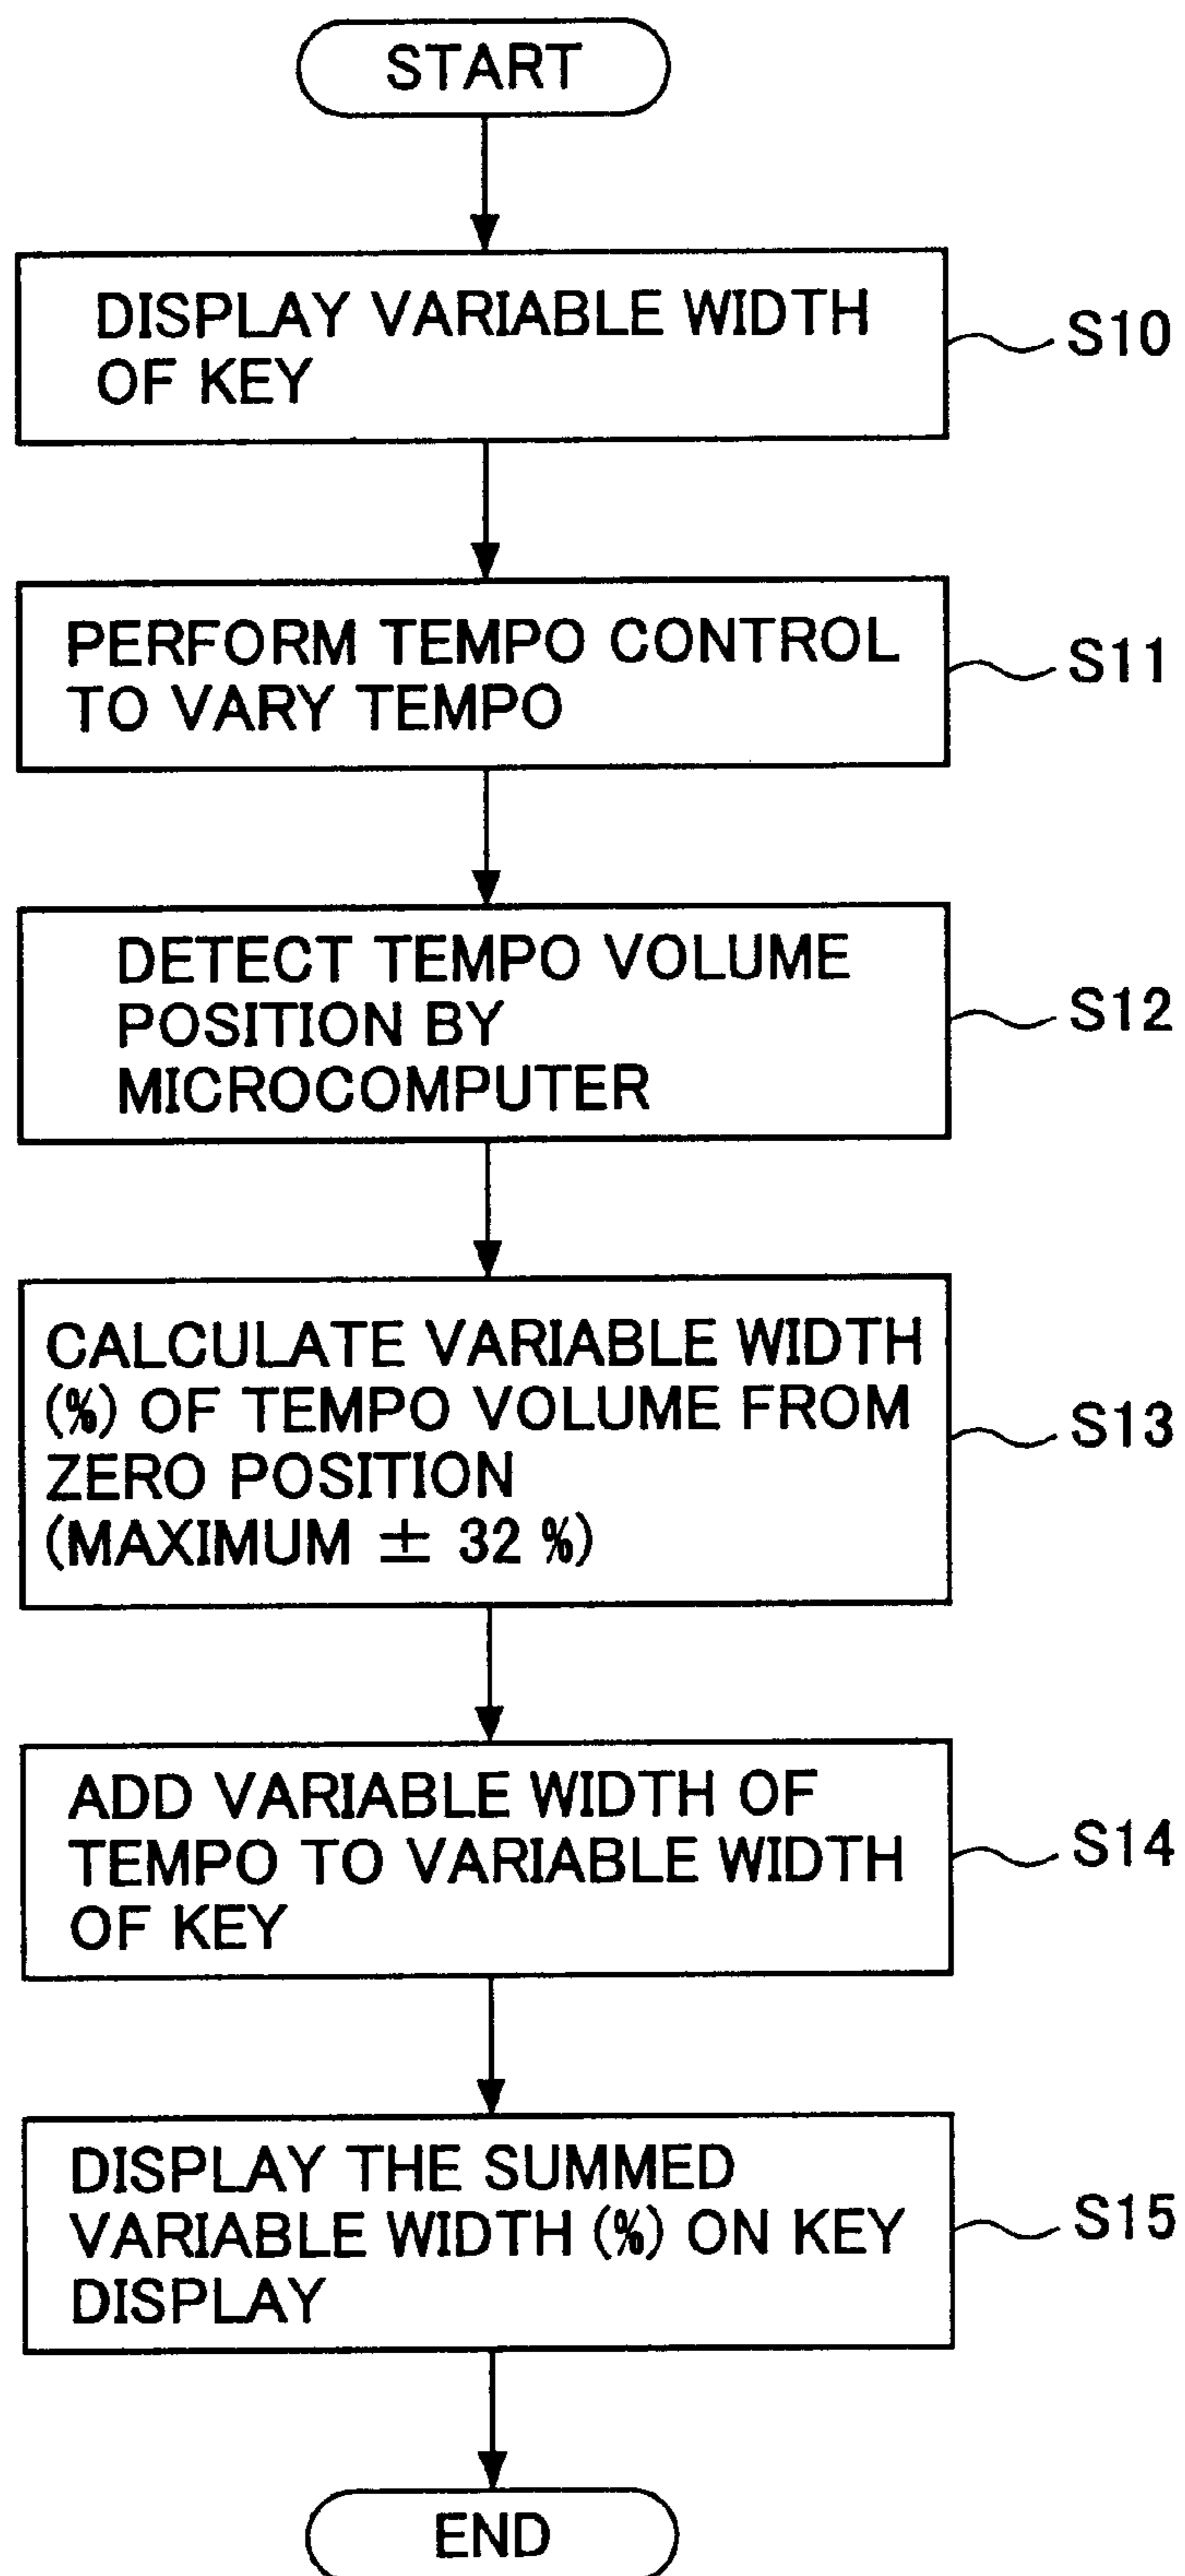 START
DISPLAY VARIABLE WIDTH
OF KEY
S10
PERFORM TEMPO CONTROL
TO VARY TEMPO
S11
DETECT TEMPO VOLUME
POSITION BY
MICROCOMPUTER
S12
CALCULATE VARIABLE WIDTH
(%) OF TEMPO VOLUME FROM
ZERO POSITION
(MAXIMUM ± 32 %)
S13
ADD VARIABLE WIDTH OF
TEMPO TO VARIABLE WIDTH
OF KEY
S14
DISPLAY THE SUMMED
VARIABLE WIDTH (%) ON KEY
DISPLAY
S15
END